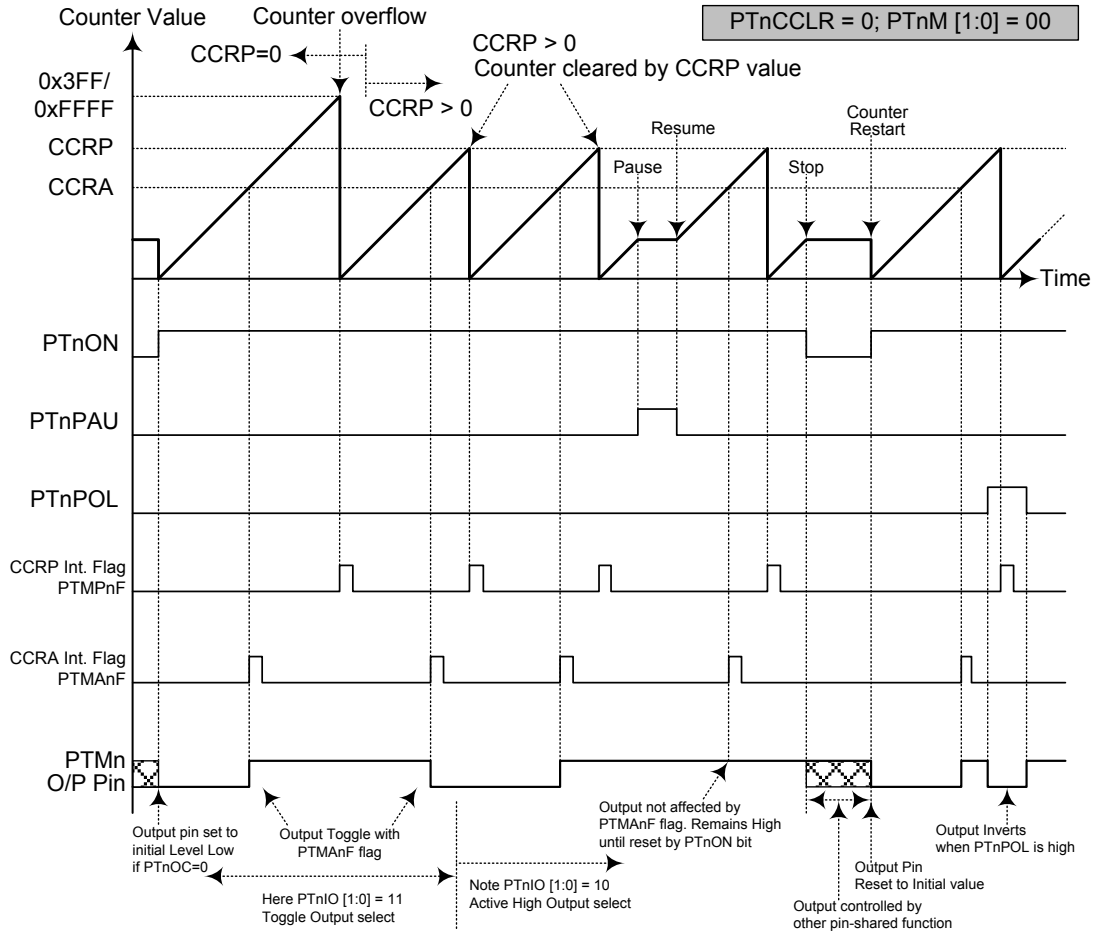 Counter Value
Counter overflow
PTnCCLR = 0; PTnM [1:0] = 00
CCRP=0
CCRP > 0
CCRP > 0
Counter cleared by CCRP value
0x3FF/
0xFFFF
CCRP
CCRA
Pause
Resume
Stop
Counter
Restart
Time
PTnON
PTnPAU
PTnPOL
CCRP Int. Flag
PTMPnF
CCRA Int. Flag
PTMAnF
PTMn
O/P Pin
Output pin set to
initial Level Low
if PTnOC=0
Output Toggle with
PTMAnF flag
Output not affected by
PTMAnF flag. Remains High
until reset by PTnON bit
Output Inverts
when PTnPOL is high
Output Pin
Reset to Initial value
Here PTnIO [1:0] = 11
Toggle Output select
Note PTnIO [1:0] = 10
Active High Output select
Output controlled by
other pin-shared function